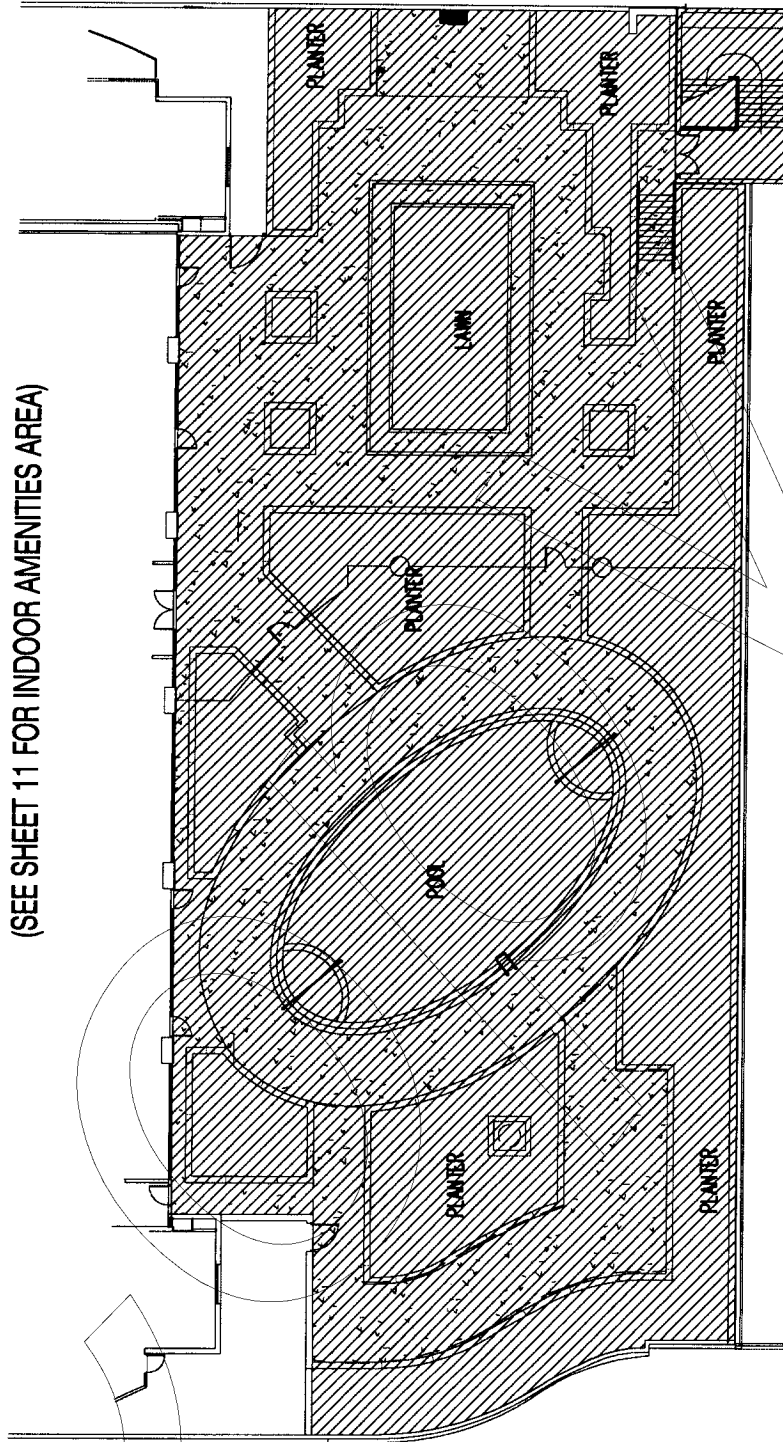 (SEE SHEET 11 FOR INDOOR AMENITIES AREA)
PLANTER
PLANTER
LAWN
PLANTER
PLANTER
POOL
PLANTER
PLANTER